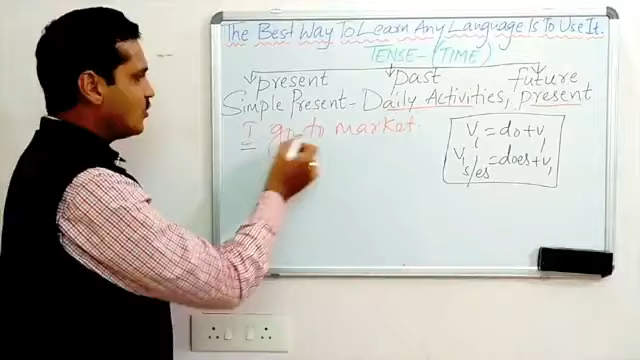 The Best Way To Learn Any Language Is To Use It.
TENSE-(TIME)
present Past future
Simple Present - Daily Activities, present
I go to market.
V₁ = do + V₁
V₁ s/es = does + V₁